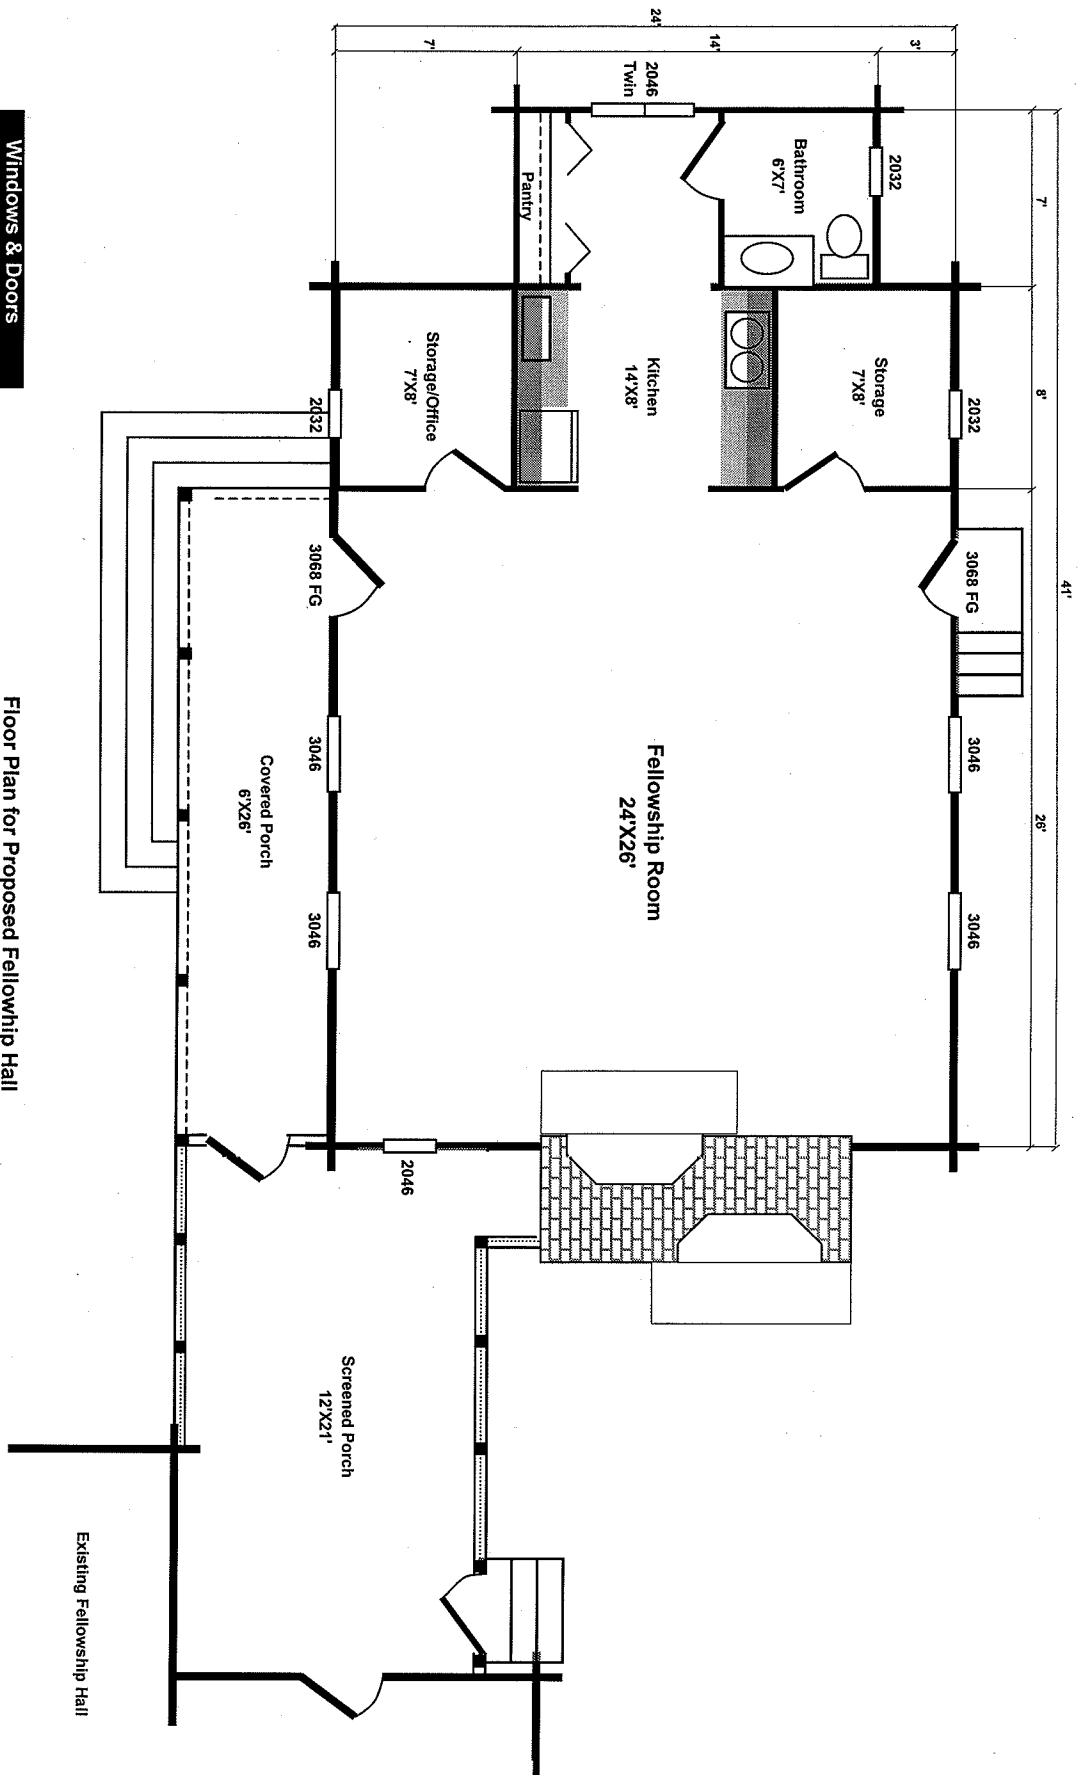 24'
7'
14'
3'
2046
Twin
2032
Bathroom
6'X7'
Pantry
7'
8'
41'
26'
Storage/Office
7'X8'
Kitchen
14'X8'
Storage
7'X8'
2032
2032
3068 FG
3068 FG
Fellowship Room
24'X26'
3046
3046
3046
3046
Covered Porch
6'X26'
2046
Screened Porch
12'X21'
Existing Fellowship Hall
Windows & Doors
Floor Plan for Proposed Fellowhip Hall